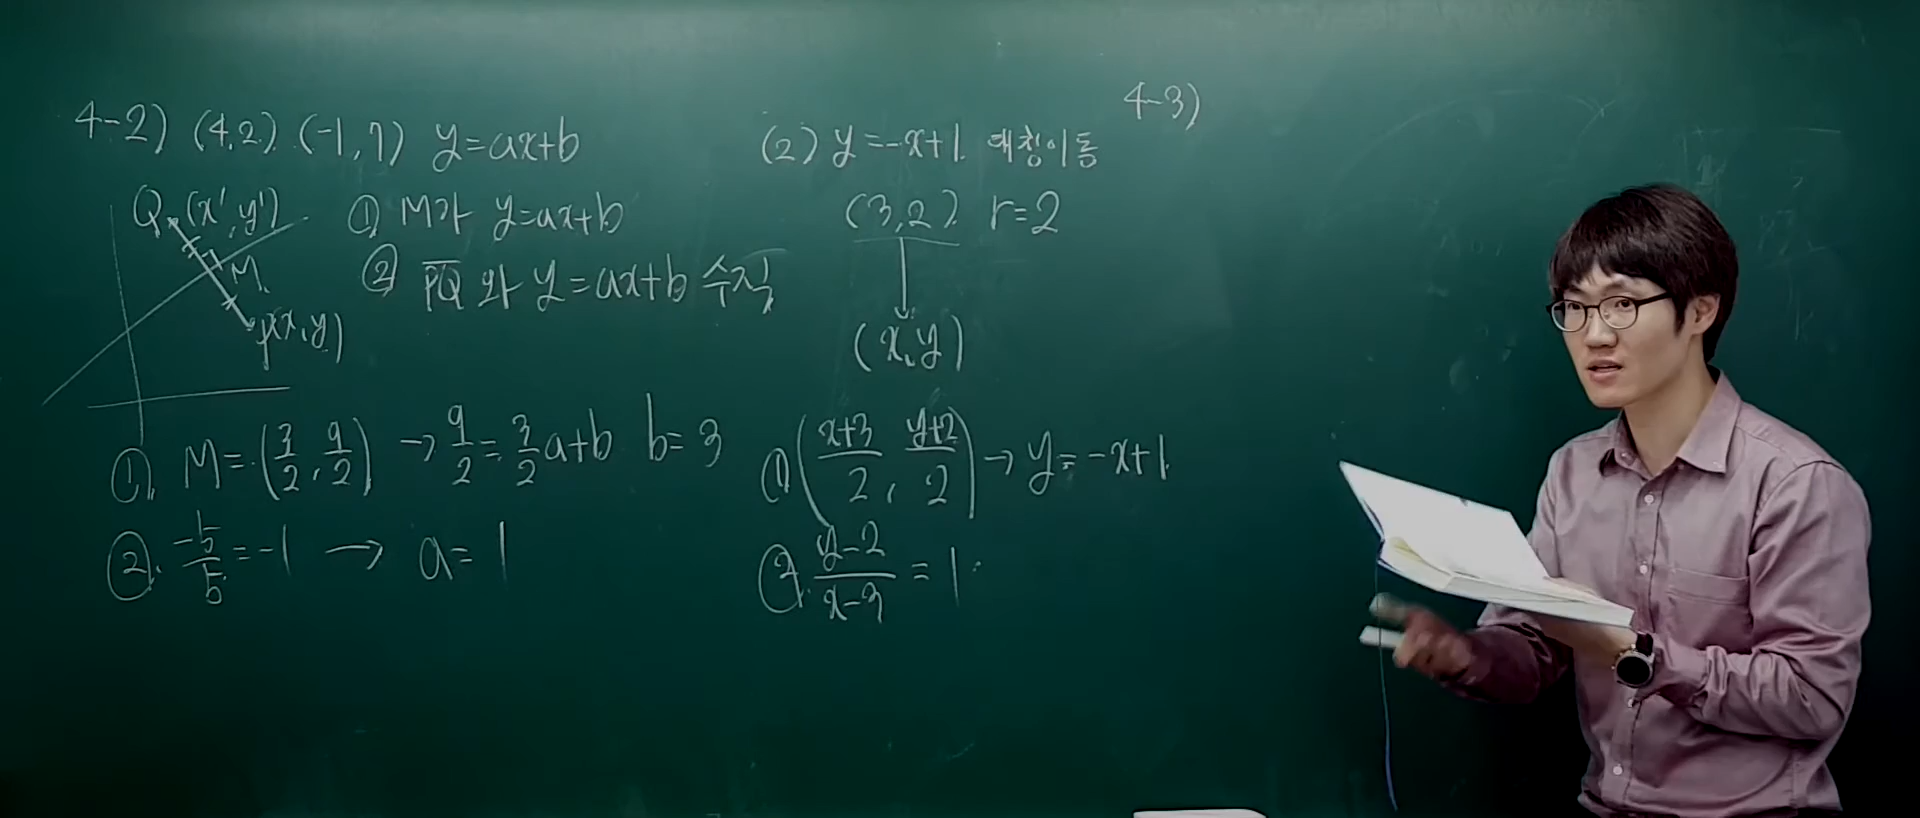 4-2) (4,2) (-1,7) y=ax+b
Q (x',y')
M
P(x,y)
① M가 y=ax+b
② PQ 와 y=ax+b 수직
① M=(3/2, 9/2) → 9/2=3/2a+b b=3
② -5/5=-1 → a=1
(2) y=-x+1 대칭이동
(3,2) r=2
↓
(x,y)
① (x+3/2, y+2/2) → y=-x+1
② y-2/x-3=1
4-3)